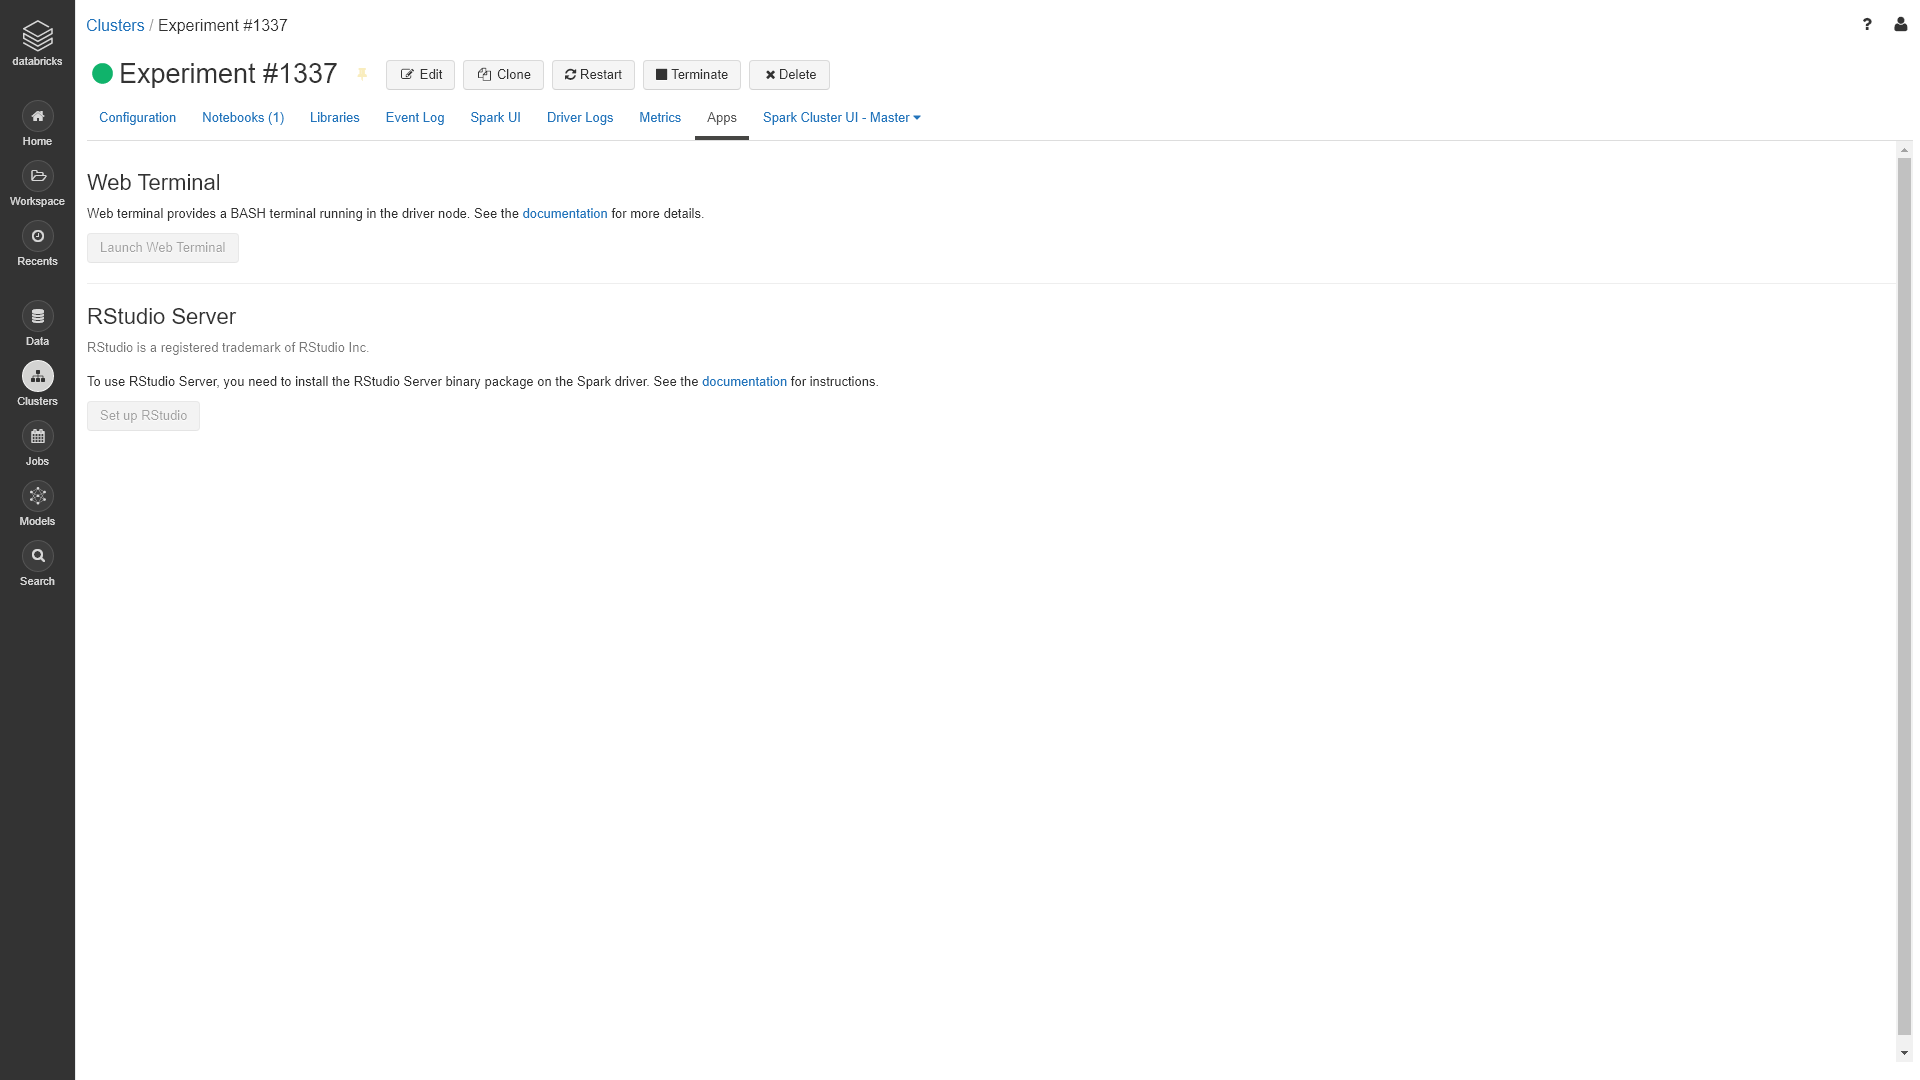 databricks
Home
Workspace
Recents
Data
Clusters
Jobs
Models
Search
Clusters / Experiment #1337
?
Experiment #1337
Edit
Clone
Restart
Terminate
Delete
Configuration
Notebooks (1)
Libraries
Event Log
Spark UI
Driver Logs
Metrics
Apps
Spark Cluster UI - Master
Web Terminal
Web terminal provides a BASH terminal running in the driver node. See the documentation for more details.
Launch Web Terminal
RStudio Server
RStudio is a registered trademark of RStudio Inc.
To use RStudio Server, you need to install the RStudio Server binary package on the Spark driver. See the documentation for instructions.
Set up RStudio